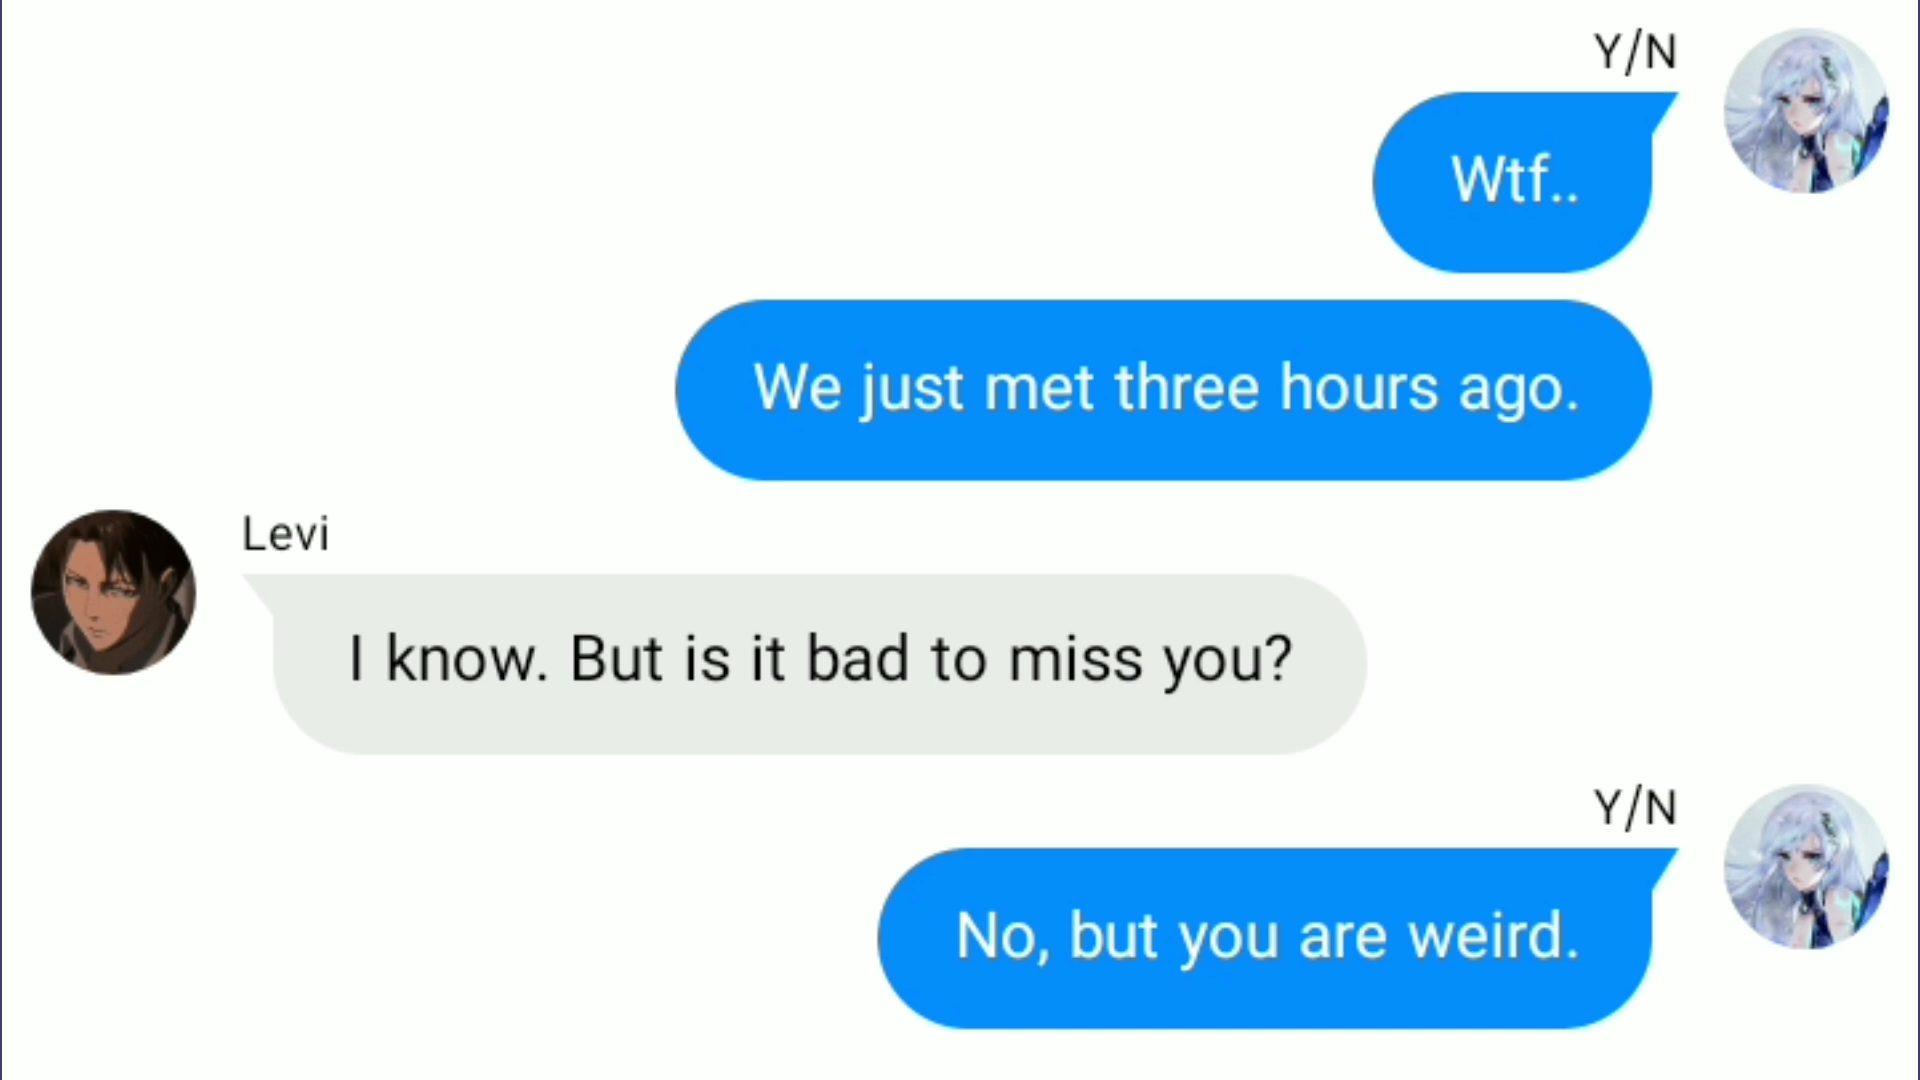 Y/N
Wtf..
We just met three hours ago.
Levi
I know. But is it bad to miss you?
Y/N
No, but you are weird.